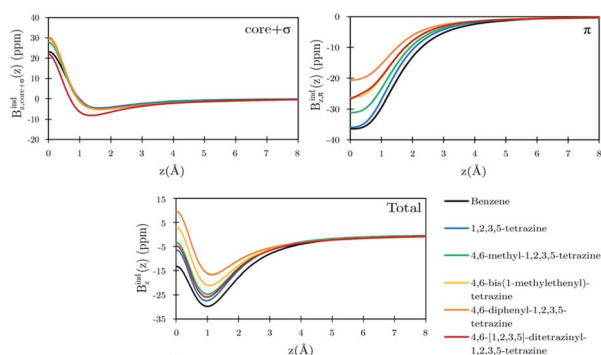 core+σ
B^ind_z,core+σ(z) (ppm)
40
30
20
10
0
-10
-20
0 1 2 3 4 5 6 7 8
z(Å)
π
B^ind_z,π(z) (ppm)
0
-10
-20
-30
-40
0 1 2 3 4 5 6 7 8
z(Å)
Total
B^ind_z(z) (ppm)
15
5
-5
-15
-25
-35
0 1 2 3 4 5 6 7 8
z(Å)
Benzene
1,2,3,5-tetrazine
4,6-methyl-1,2,3,5-tetrazine
4,6-bis(1-methylethenyl)-
tetrazine
4,6-diphenyl-1,2,3,5-
tetrazine
4,6-[1,2,3,5]-ditetrazinyl-
1,2,3,5-tetrazine